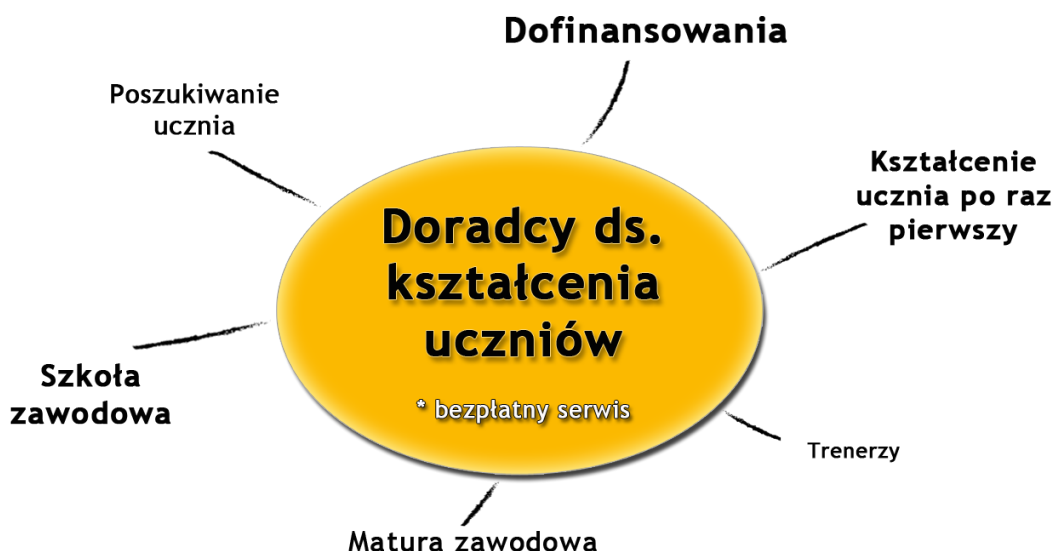 Dofinansowania
Poszukiwanie
ucznia
Kształcenie
ucznia po raz
pierwszy
Doradcy ds.
kształcenia
uczniów
* bezpłatny serwis
Szkoła
zawodowa
Trenerzy
Matura zawodowa